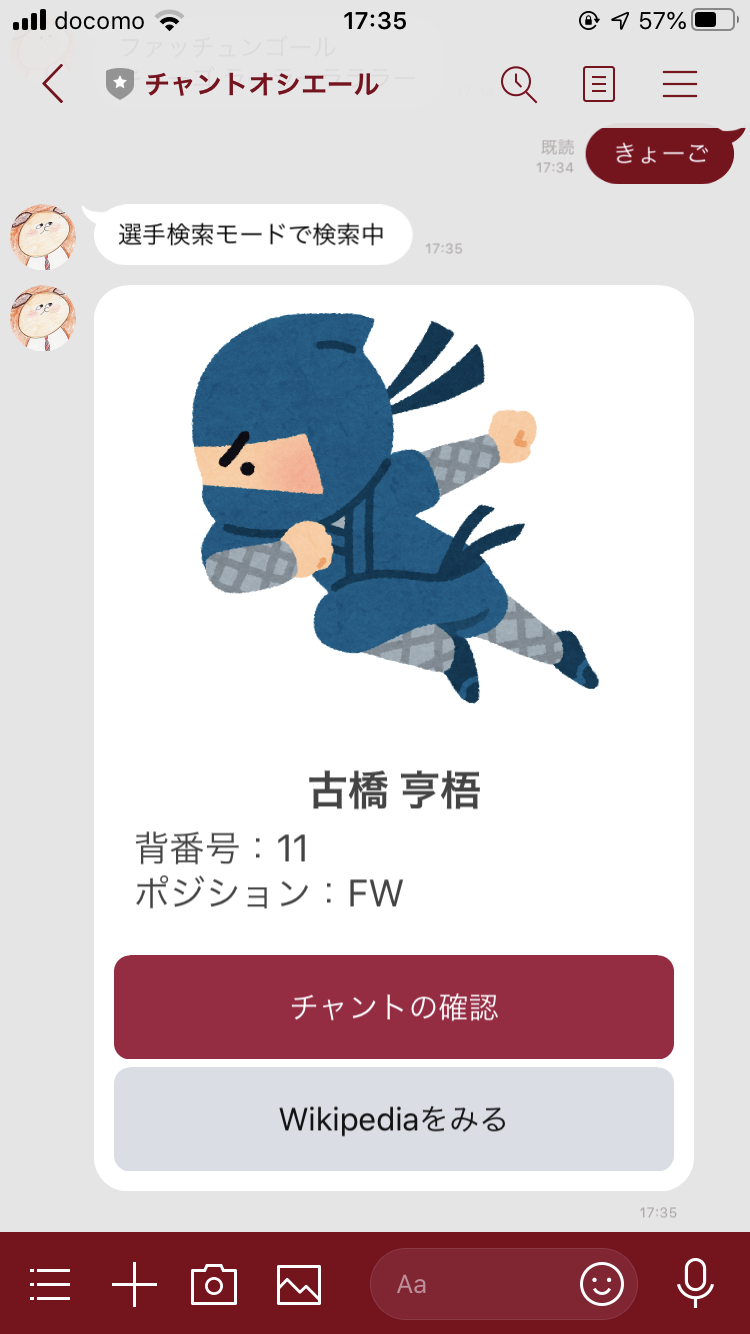 docomo 17:35 57%
ファッチュンゴール
チャントオシエール
既読
17:34
きょーご
選手検索モードで検索中
17:35
古橋 亨梧
背番号：11
ポジション：FW
チャントの確認
Wikipediaをみる
17:35
Aa